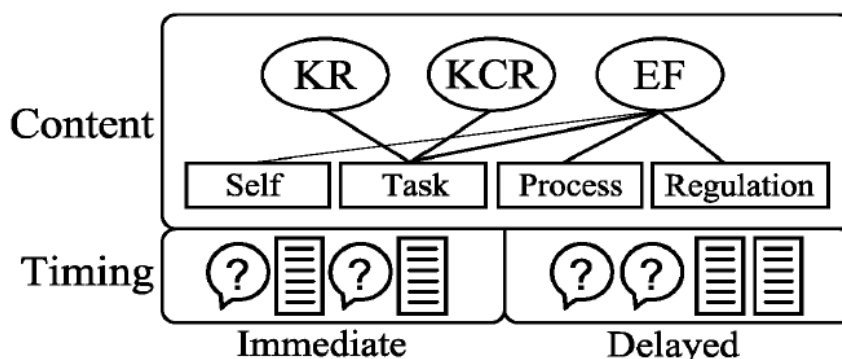 KR KCR EF
Content
Self Task Process Regulation
Timing ? ? ? ?
Immediate Delayed